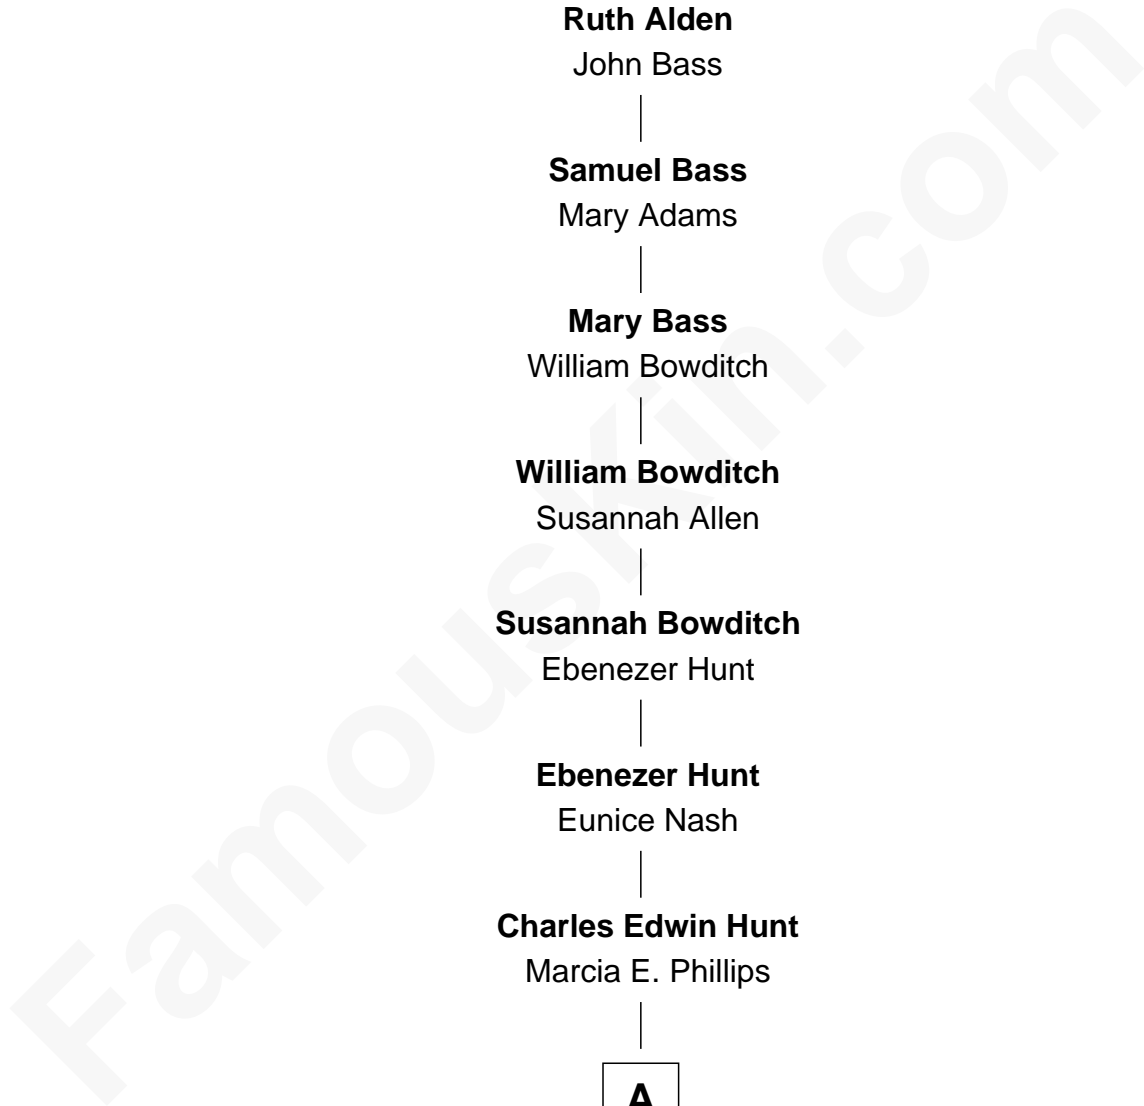 Ruth Alden
John Bass
Samuel Bass
Mary Adams
Mary Bass
William Bowditch
William Bowditch
Susannah Allen
Susannah Bowditch
Ebenezer Hunt
Ebenezer Hunt
Eunice Nash
Charles Edwin Hunt
Marcia E. Phillips
A
FamousKin.com